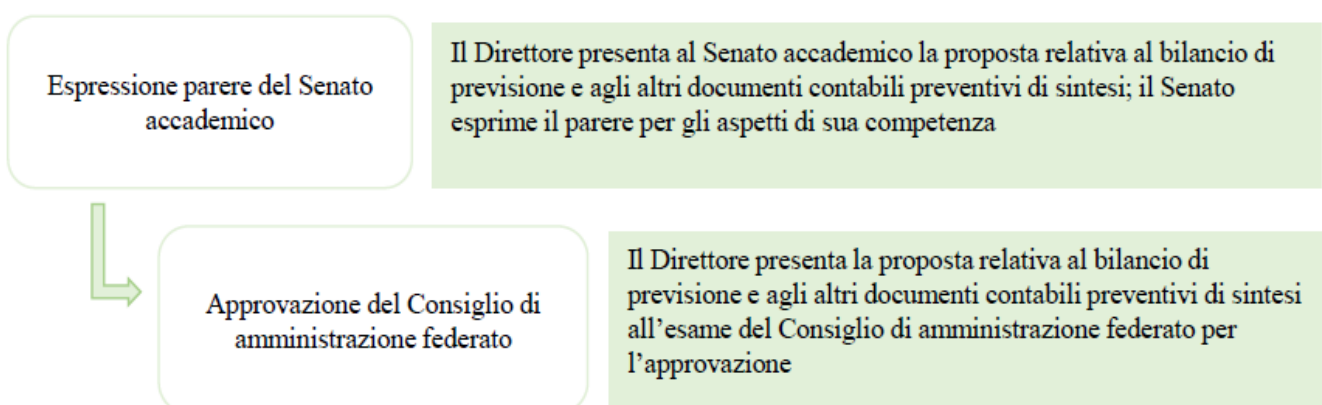 Espressione parere del Senato
accademico
Il Direttore presenta al Senato accademico la proposta relativa al bilancio di
previsione e agli altri documenti contabili preventivi di sintesi; il Senato
esprime il parere per gli aspetti di sua competenza
Approvazione del Consiglio di
amministrazione federato
Il Direttore presenta la proposta relativa al bilancio di
previsione e agli altri documenti contabili preventivi di sintesi
all’esame del Consiglio di amministrazione federato per
l’approvazione